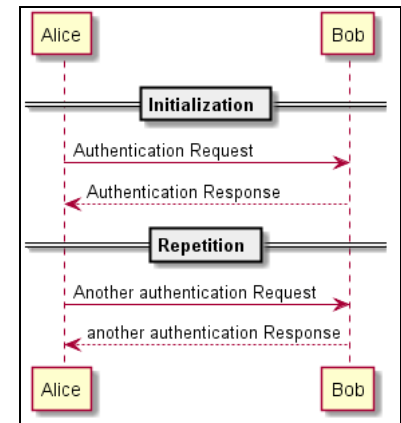 Alice Bob
Initialization
Authentication Request
Authentication Response
Repetition
Another authentication Request
another authentication Response
Alice Bob